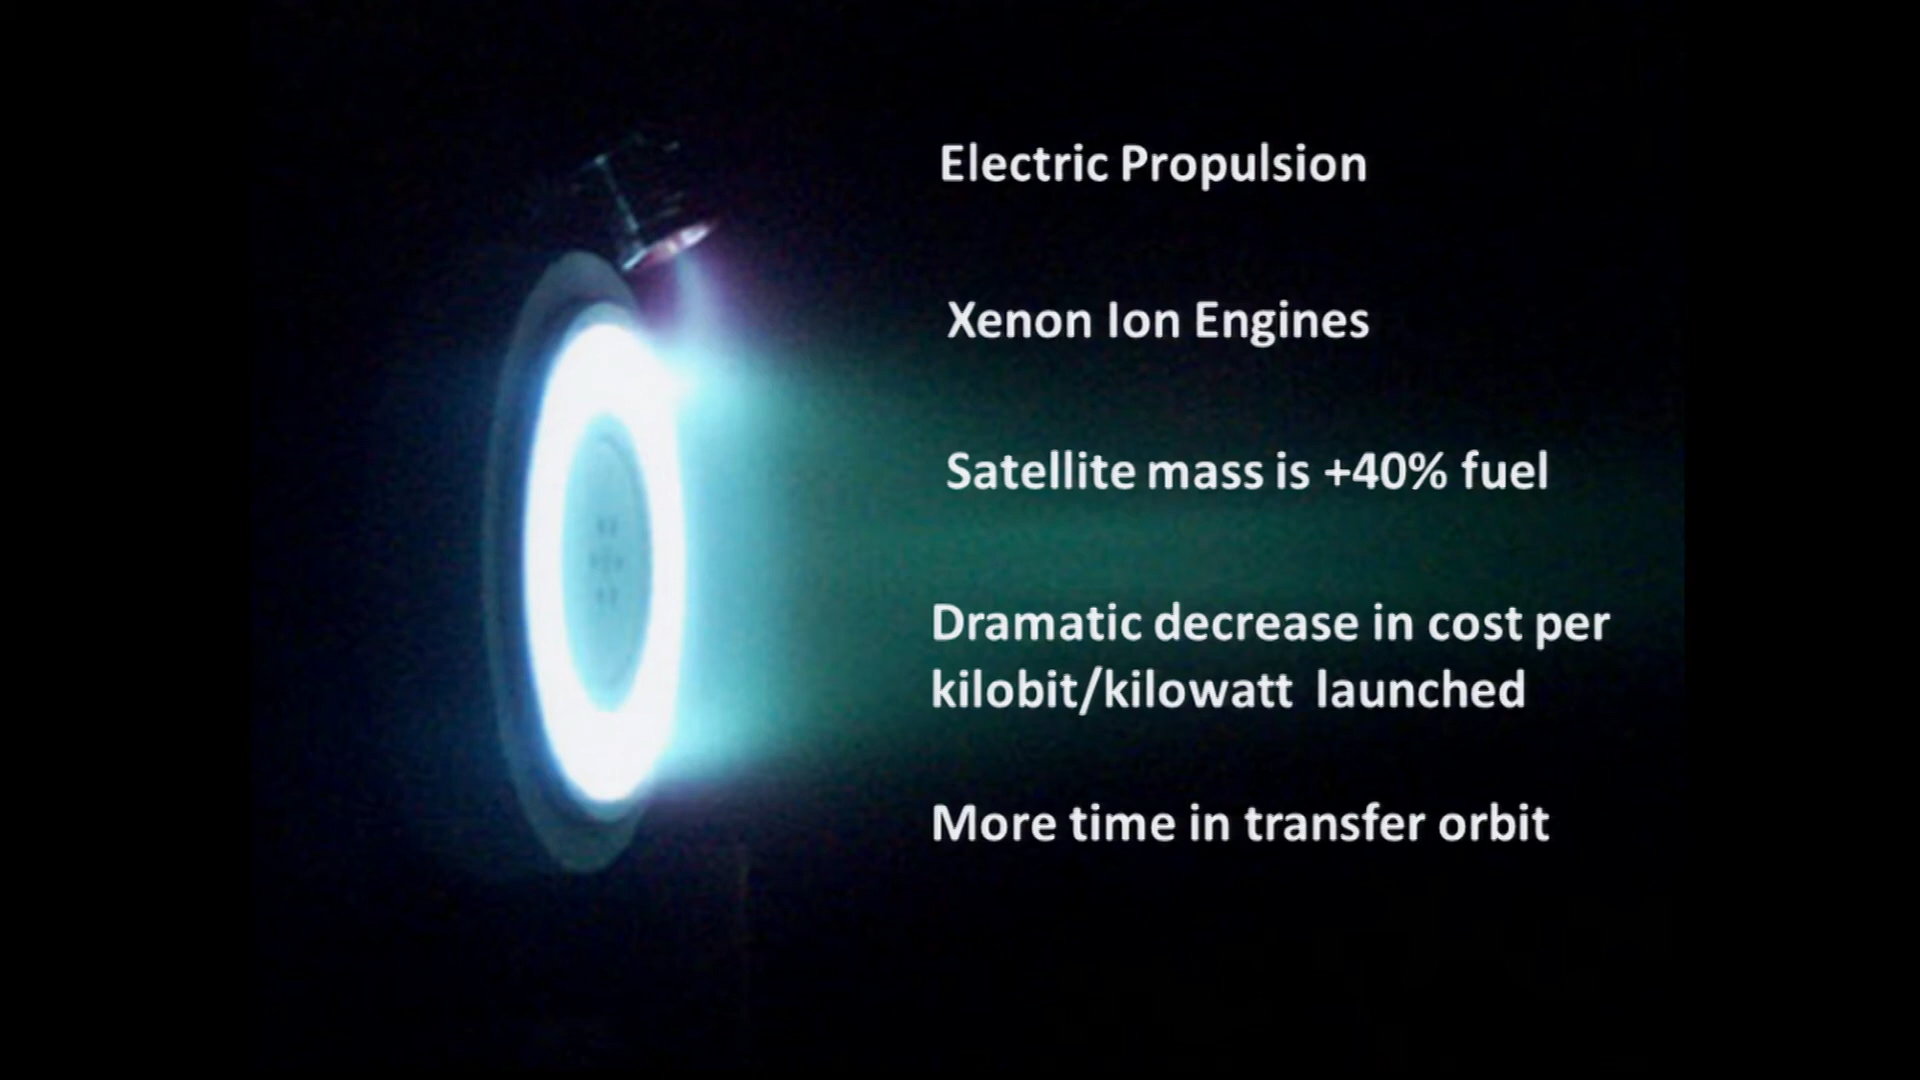 Electric Propulsion
Xenon Ion Engines
Satellite mass is +40% fuel
Dramatic decrease in cost per
kilobit/kilowatt launched
More time in transfer orbit